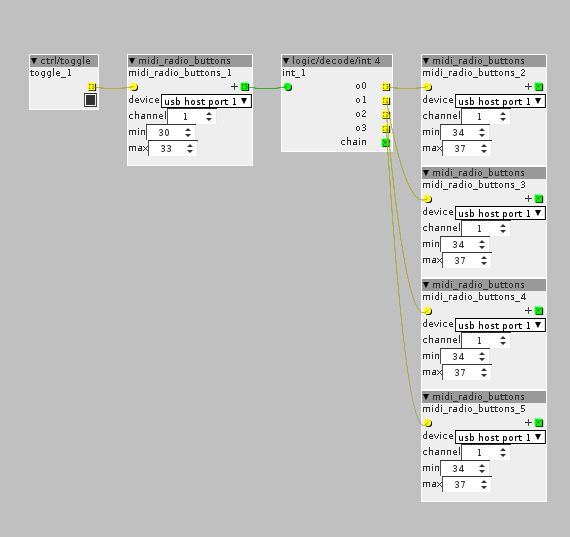 ctrl/toggle
toggle_1
midi_radio_buttons
midi_radio_buttons_1
+
device usb host port 1
channel 1
min 30
max 33
logic/decode/int 4
int_1
o0
o1
o2
o3
chain
midi_radio_buttons
midi_radio_buttons_2
+
device usb host port 1
channel 1
min 34
max 37
midi_radio_buttons
midi_radio_buttons_3
+
device usb host port 1
channel 1
min 34
max 37
midi_radio_buttons
midi_radio_buttons_4
+
device usb host port 1
channel 1
min 34
max 37
midi_radio_buttons
midi_radio_buttons_5
+
device usb host port 1
channel 1
min 34
max 37